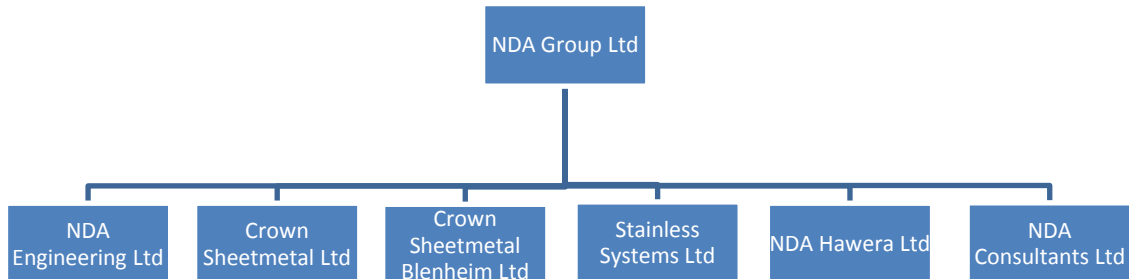 NDA Group Ltd
NDA
Engineering Ltd
Crown
Sheetmetal Ltd
Crown
Sheetmetal
Blenheim Ltd
Stainless
Systems Ltd
NDA Hawera Ltd
NDA
Consultants Ltd